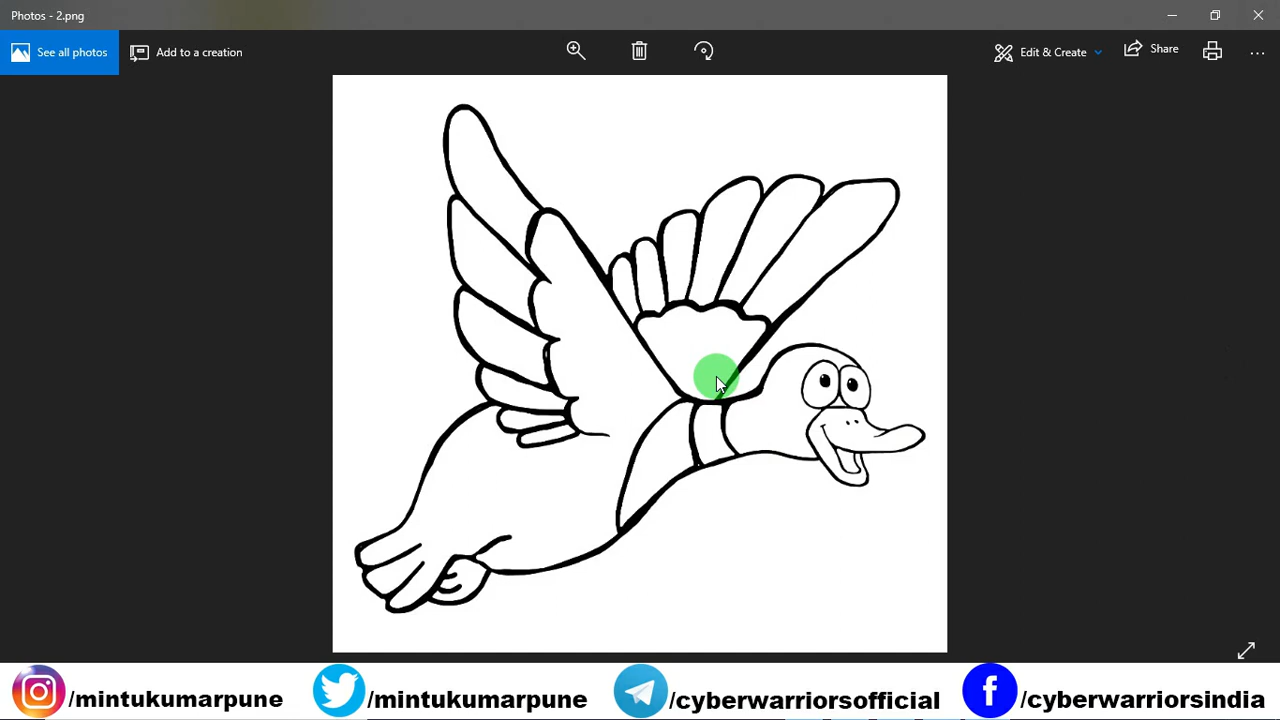 Photos - 2.png
See all photos
Add to a creation
Edit & Create
Share
/mintukumarpune
/mintukumarpune
/cyberwarriorsofficial
/cyberwarriorsindia